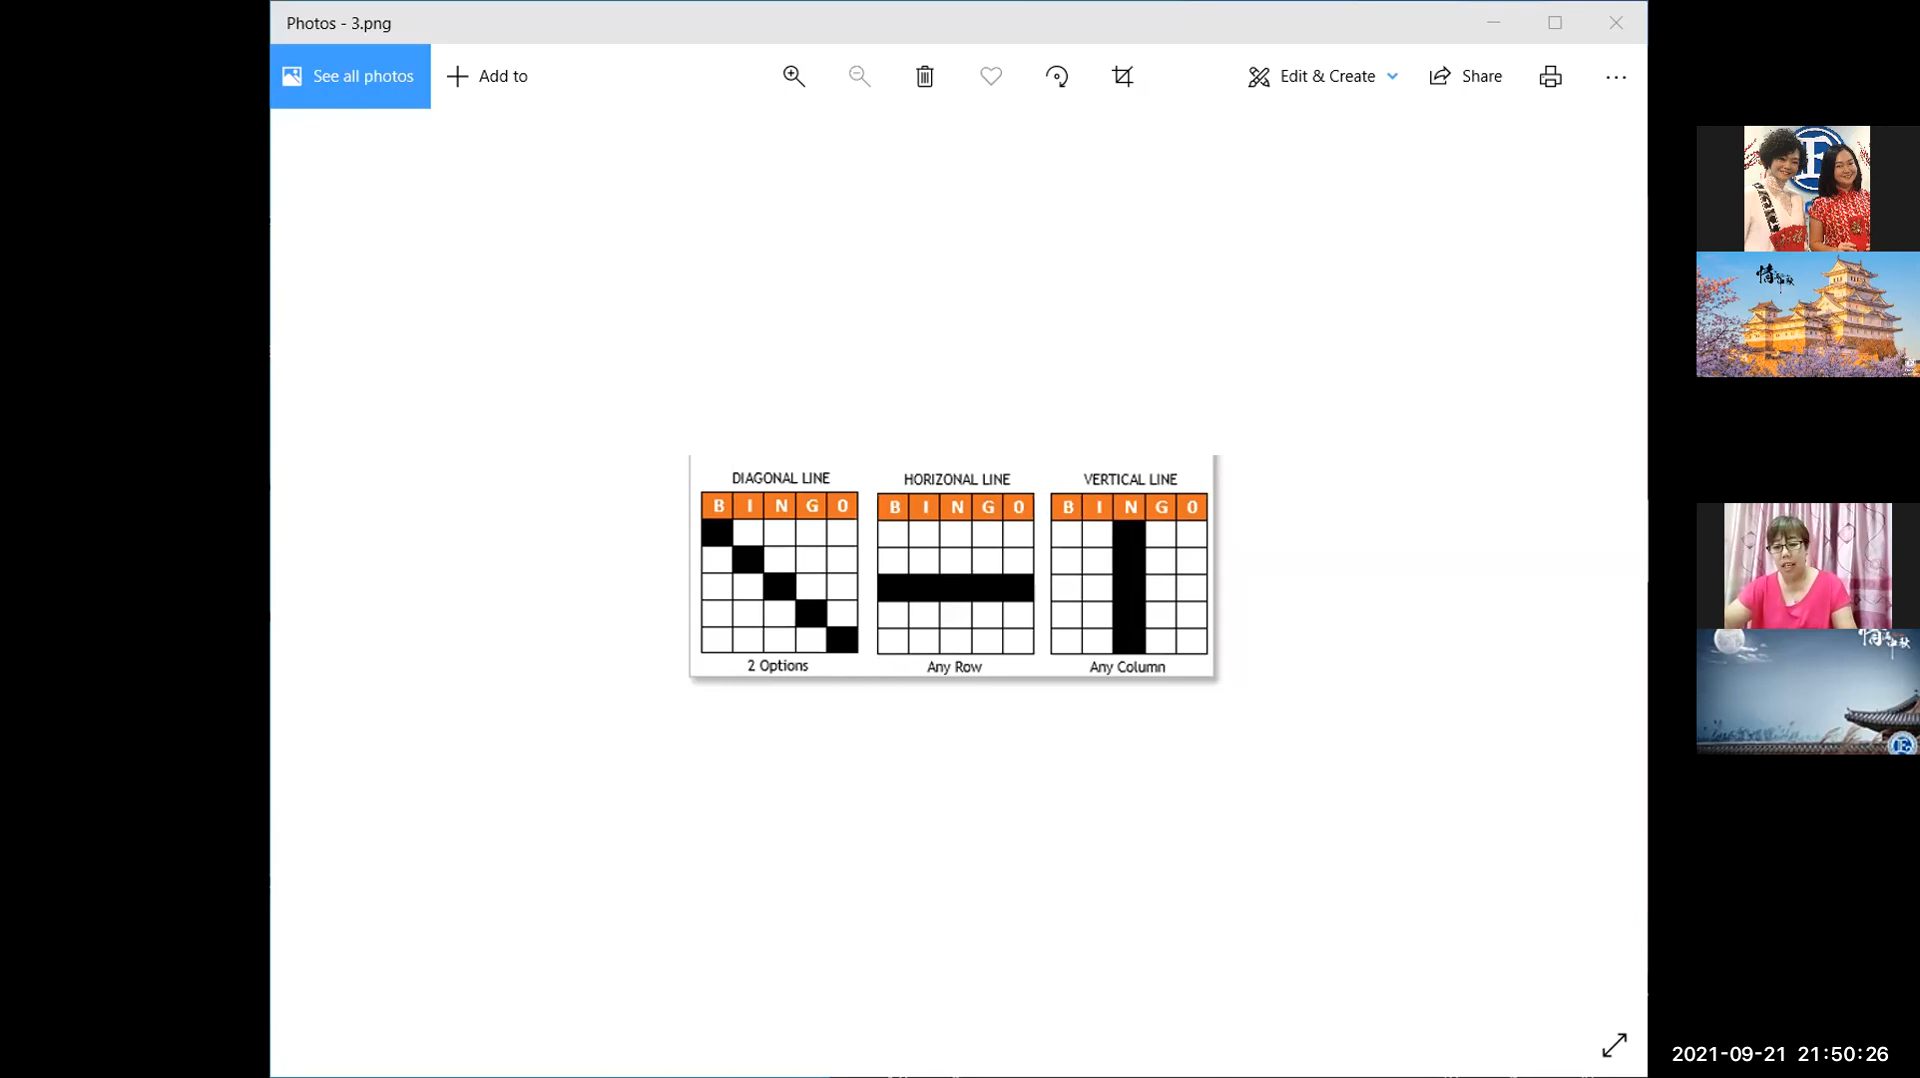 Photos - 3.png
See all photos
Add to
Edit & Create
Share
DIAGONAL LINE
HORIZONAL LINE
VERTICAL LINE
B I N G O
B I N G O
B I N G O
2 Options
Any Row
Any Column
2021-09-21 21:50:26